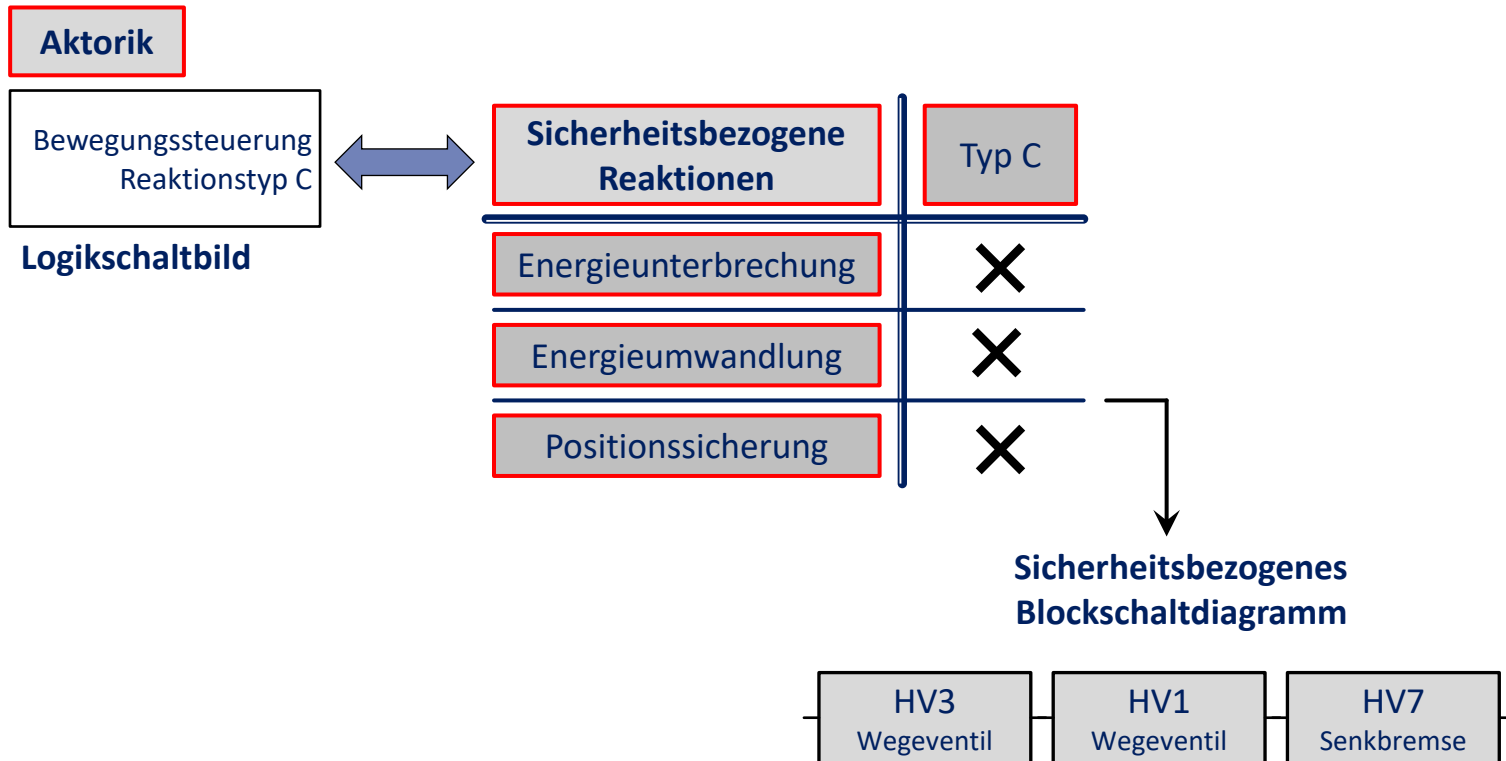 Aktorik
Bewegungssteuerung
Reaktionstyp C
Logikschaltbild
Sicherheitsbezogene
Reaktionen
Typ C
Energieunterbrechung
Energieumwandlung
Positionssicherung
Sicherheitsbezogenes
Blockschaltdiagramm
HV3
Wegeventil
HV1
Wegeventil
HV7
Senkbremse